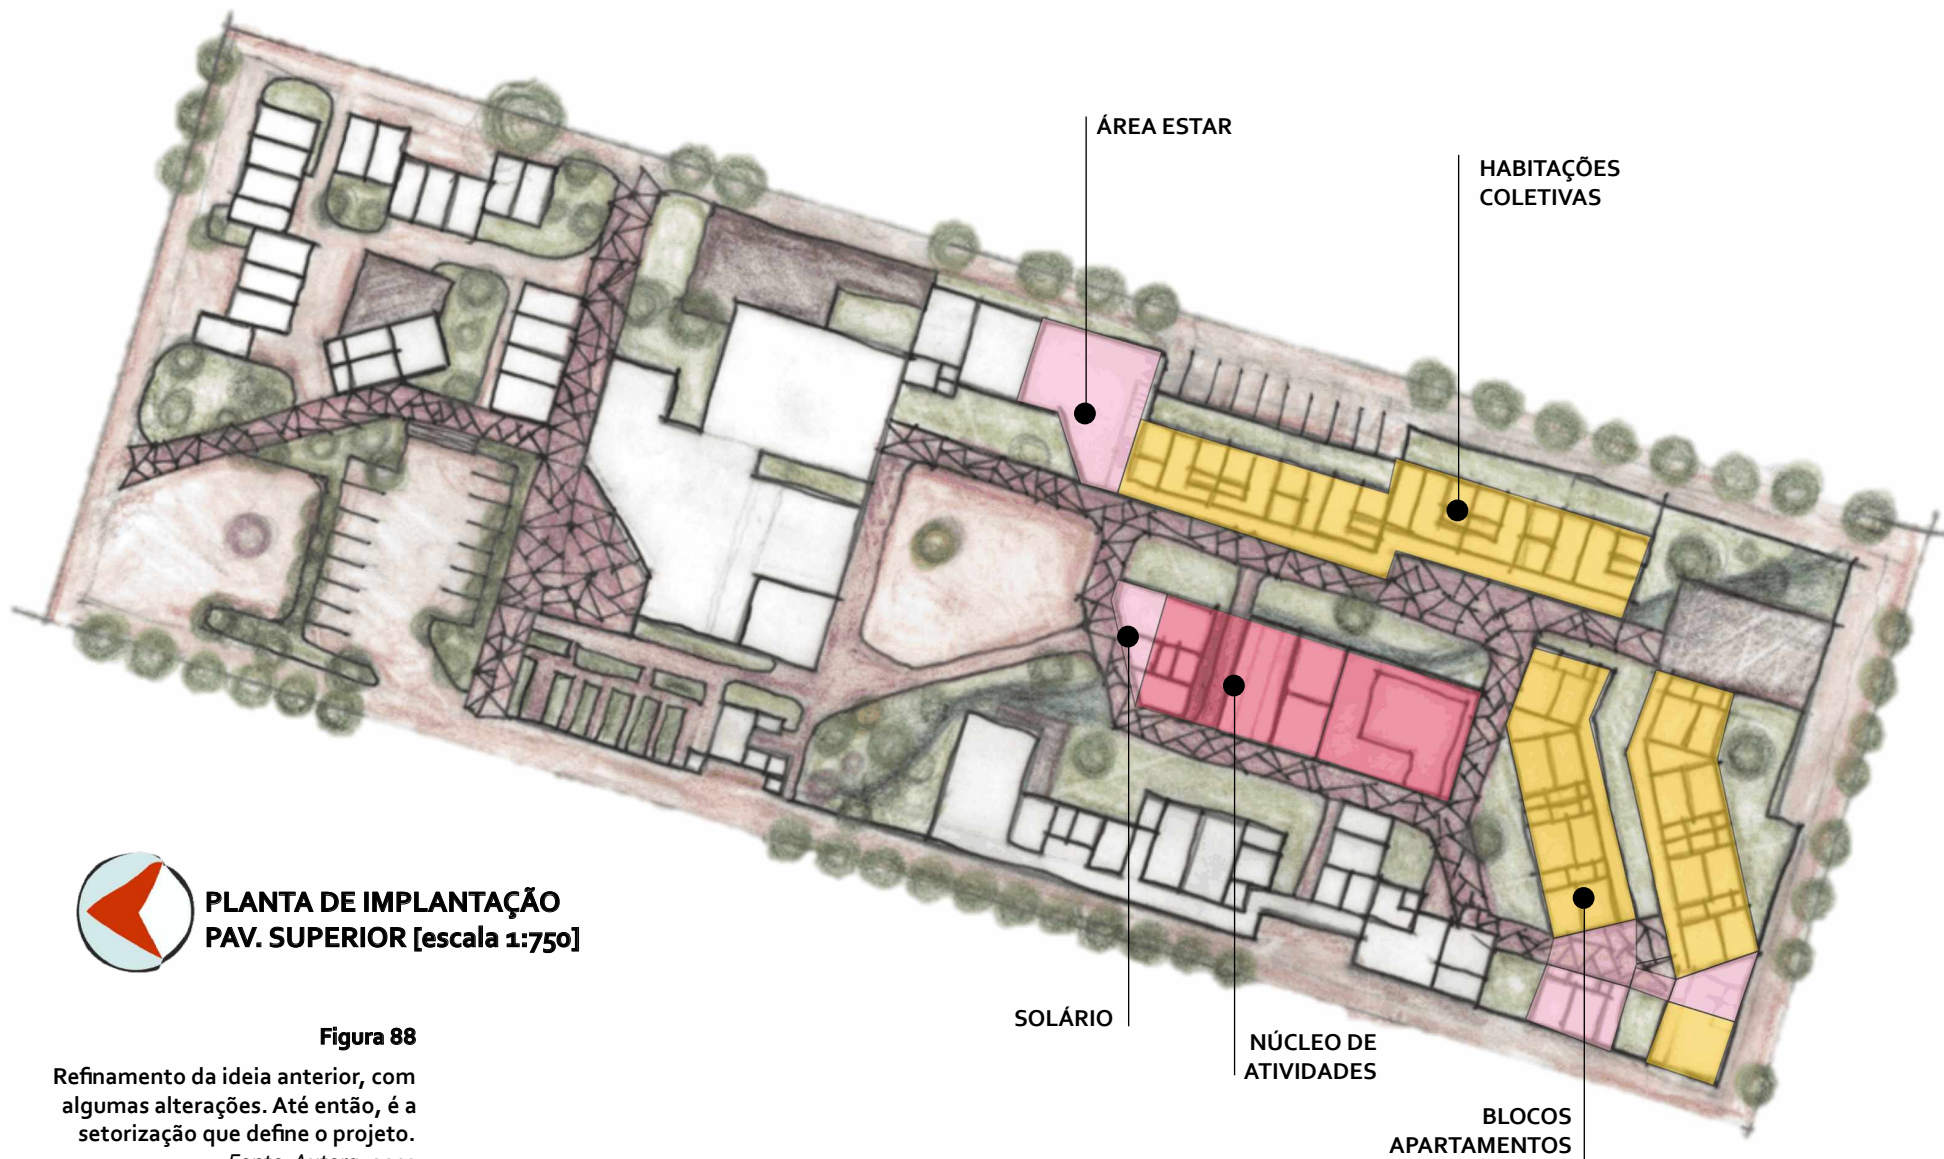 ÁREA ESTAR
HABITAÇÕES
COLETIVAS
PLANTA DE IMPLANTAÇÃO
PAV. SUPERIOR [escala 1:750]
SOLÁRIO
NÚCLEO DE
ATIVIDADES
BLOCOS
APARTAMENTOS
Figura 88
Refinamento da ideia anterior, com
algumas alterações. Até então, é a
setorização que define o projeto.